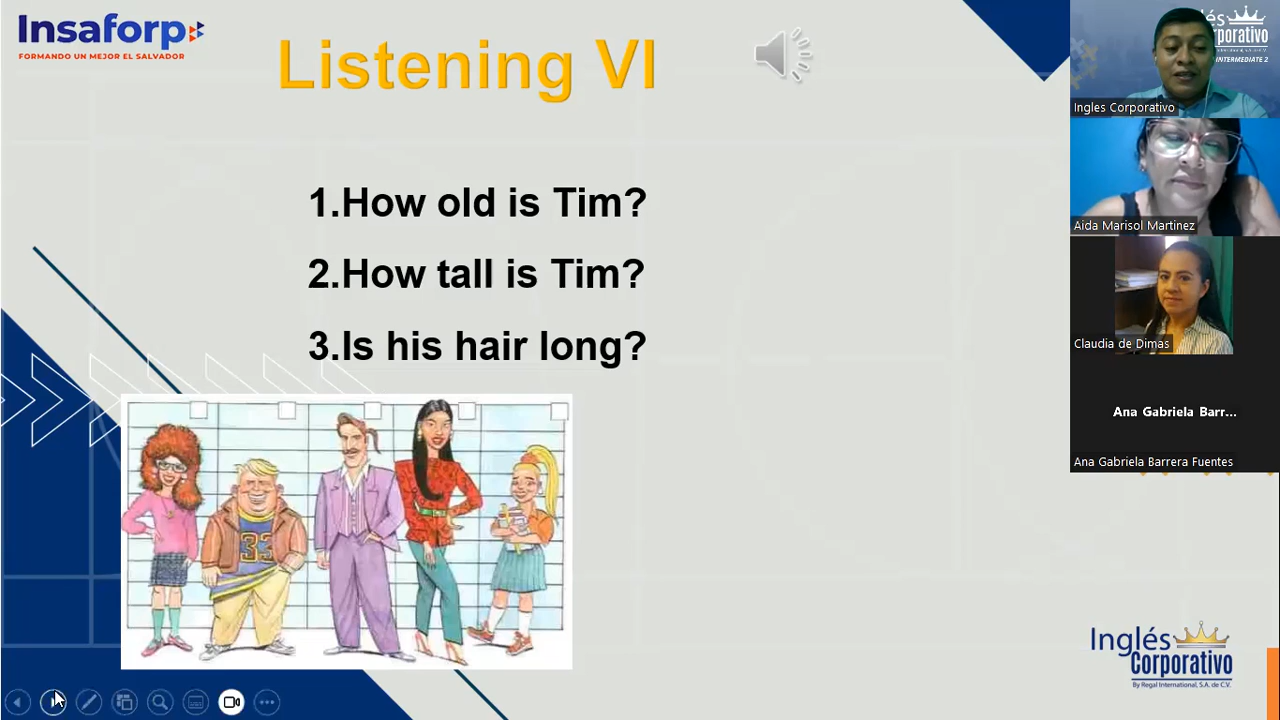 Insaforp
FORMANDO UN MEJOR EL SALVADOR
Listening VI
1.How old is Tim?
2.How tall is Tim?
3.Is his hair long?
33
Inglés
Corporativo
By Regal International, S.A. de C.V.
INTERMEDIATE 2
Ingles Corporativo
Aida Marisol Martinez
Claudia de Dimas
Ana Gabriela Barr...
Ana Gabriela Barrera Fuentes